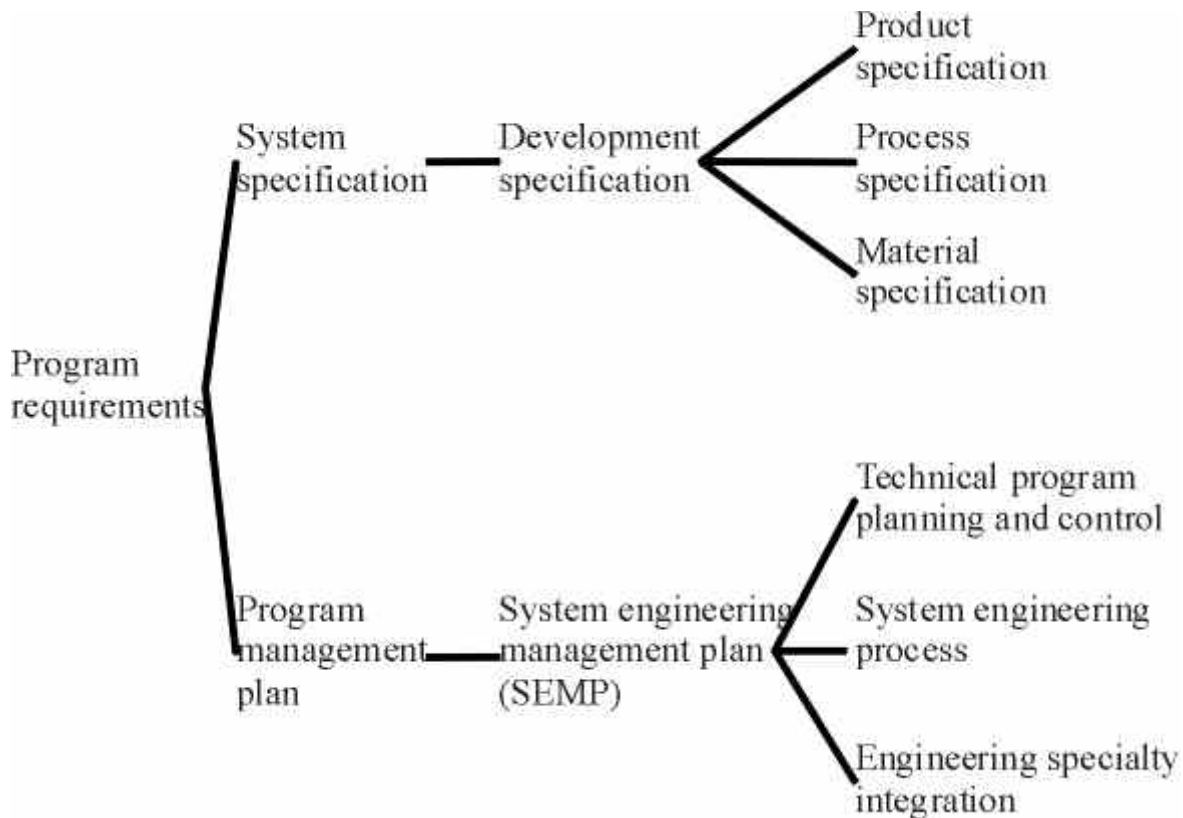 Product
specification
System
specification
Development
specification
Process
specification
Material
specification
Program
requirements
Technical program
planning and control
Program
management
plan
System engineering
management plan
(SEMP)
System engineering
process
Engineering specialty
integration